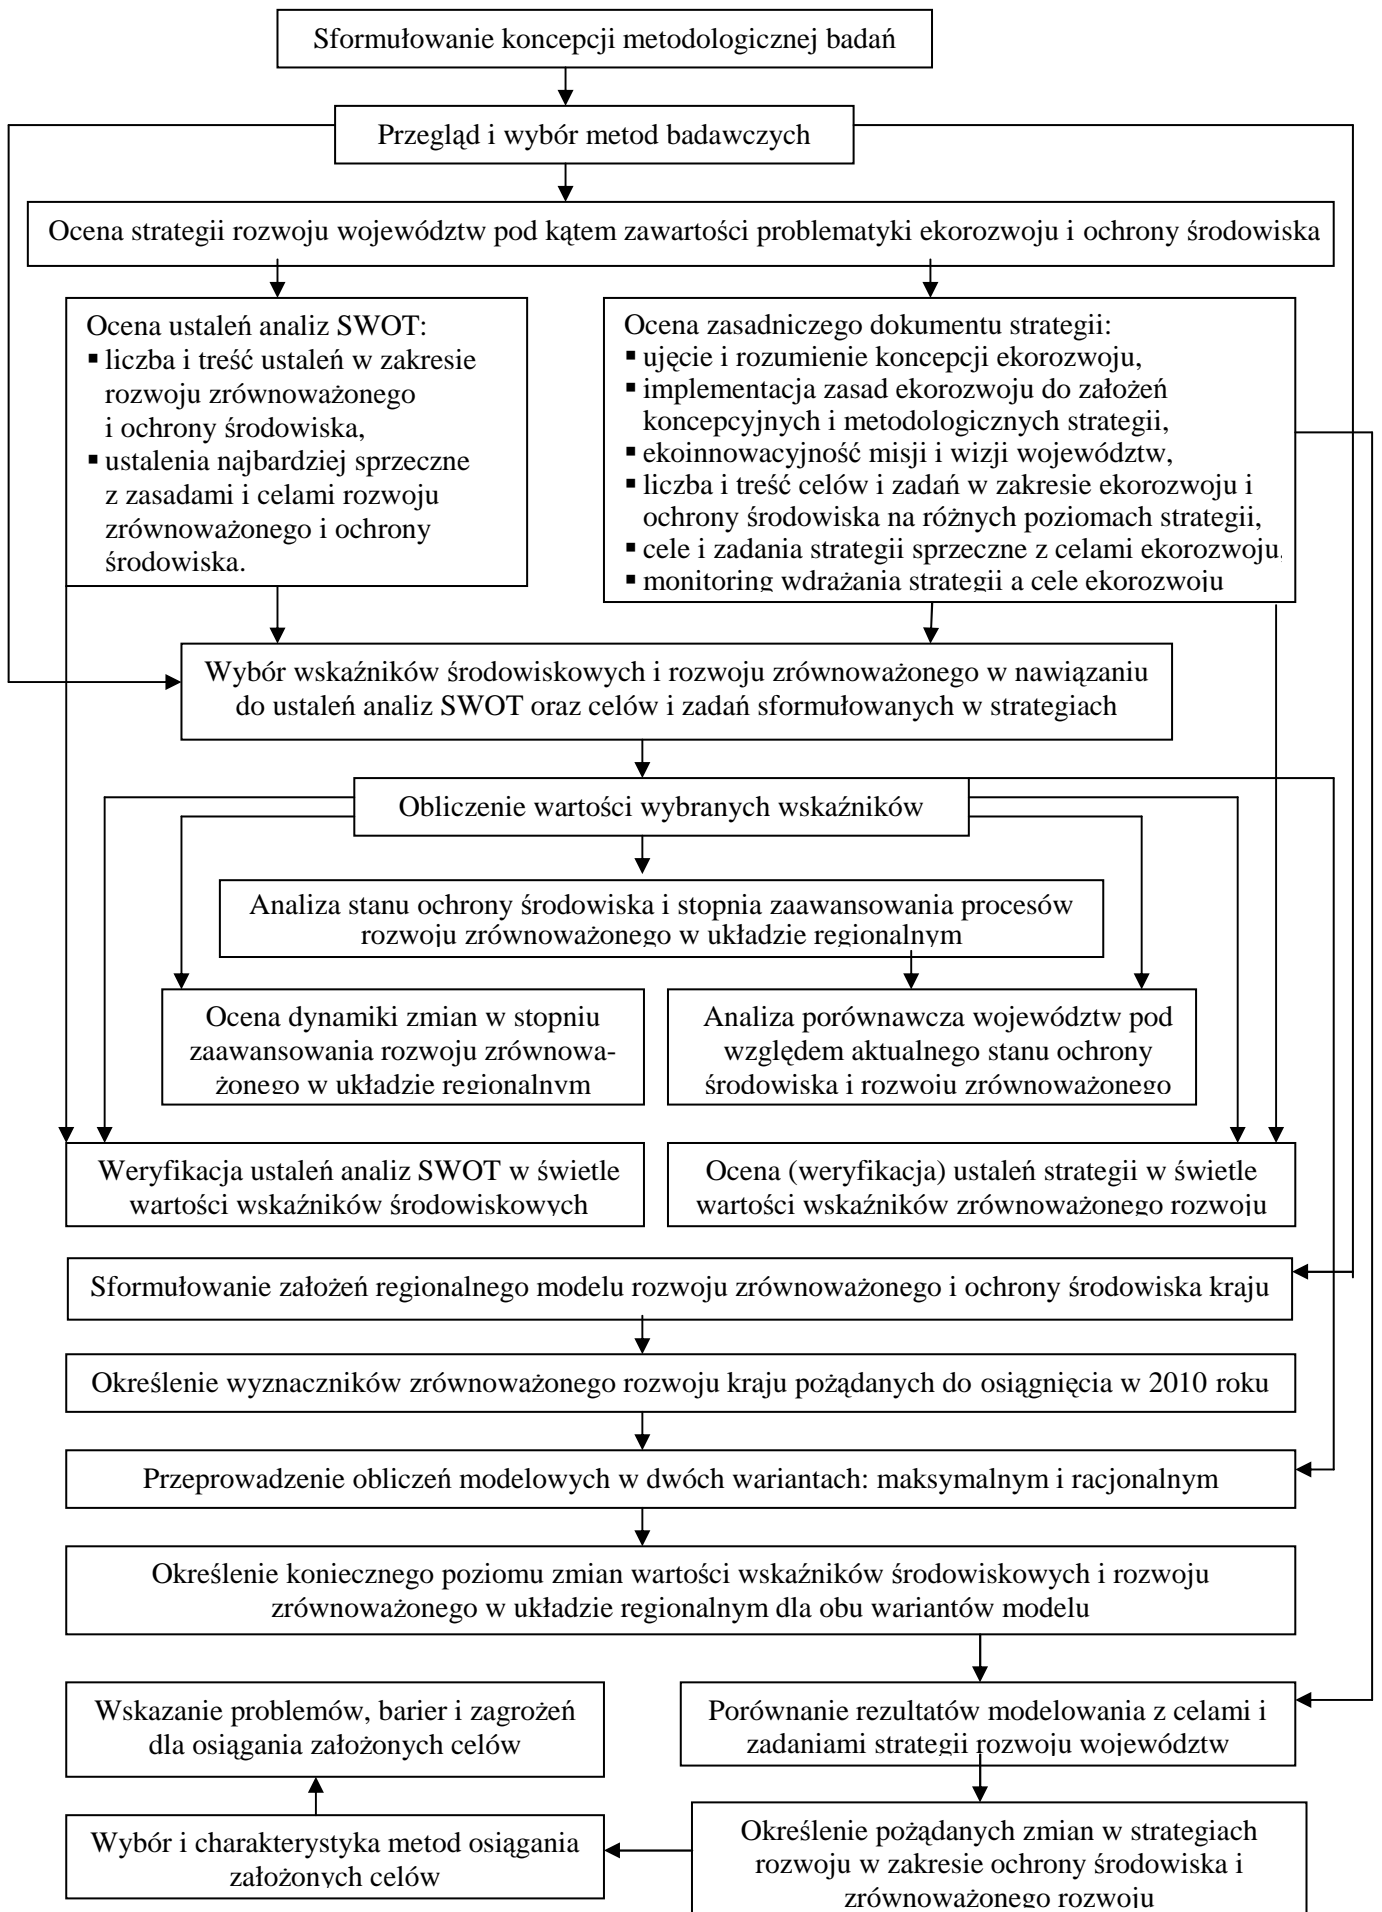 Sformułowanie koncepcji metodologicznej badań
Przegląd i wybór metod badawczych
Ocena strategii rozwoju województw pod kątem zawartości problematyki ekorozwoju i ochrony środowiska
Ocena ustaleń analiz SWOT:
▪ liczba i treść ustaleń w zakresie
rozwoju zrównoważonego
i ochrony środowiska,
▪ ustalenia najbardziej sprzeczne
z zasadami i celami rozwoju
zrównoważonego i ochrony
środowiska.
Ocena zasadniczego dokumentu strategii:
▪ ujęcie i rozumienie koncepcji ekorozwoju,
▪ implementacja zasad ekorozwoju do założeń
koncepcyjnych i metodologicznych strategii,
▪ ekoinnowacyjność misji i wizji województw,
▪ liczba i treść celów i zadań w zakresie ekorozwoju i
ochrony środowiska na różnych poziomach strategii,
▪ cele i zadania strategii sprzeczne z celami ekorozwoju,
▪ monitoring wdrażania strategii a cele ekorozwoju
Wybór wskaźników środowiskowych i rozwoju zrównoważonego w nawiązaniu
do ustaleń analiz SWOT oraz celów i zadań sformułowanych w strategiach
Obliczenie wartości wybranych wskaźników
Analiza stanu ochrony środowiska i stopnia zaawansowania procesów
rozwoju zrównoważonego w układzie regionalnym
Ocena dynamiki zmian w stopniu
zaawansowania rozwoju zrównowa-
żonego w układzie regionalnym
Analiza porównawcza województw pod
względem aktualnego stanu ochrony
środowiska i rozwoju zrównoważonego
Weryfikacja ustaleń analiz SWOT w świetle
wartości wskaźników środowiskowych
Ocena (weryfikacja) ustaleń strategii w świetle
wartości wskaźników zrównoważonego rozwoju
Sformułowanie założeń regionalnego modelu rozwoju zrównoważonego i ochrony środowiska kraju
Określenie wyznaczników zrównoważonego rozwoju kraju pożądanych do osiągnięcia w 2010 roku
Przeprowadzenie obliczeń modelowych w dwóch wariantach: maksymalnym i racjonalnym
Określenie koniecznego poziomu zmian wartości wskaźników środowiskowych i rozwoju
zrównoważonego w układzie regionalnym dla obu wariantów modelu
Wskazanie problemów, barier i zagrożeń
dla osiągania założonych celów
Porównanie rezultatów modelowania z celami i
zadaniami strategii rozwoju województw
Wybór i charakterystyka metod osiągania
założonych celów
Określenie pożądanych zmian w strategiach
rozwoju w zakresie ochrony środowiska i
zrównoważonego rozwoju